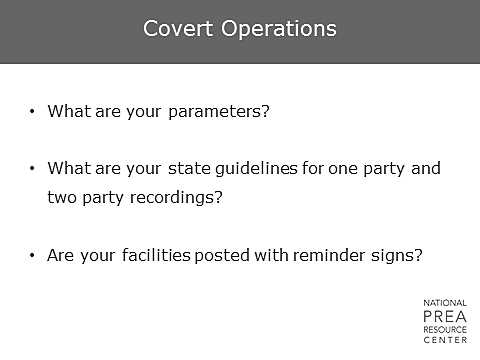 Covert Operations
• What are your parameters?
• What are your state guidelines for one party and
two party recordings?
• Are your facilities posted with reminder signs?
NATIONAL
PREA
RESOURCE
CENTER